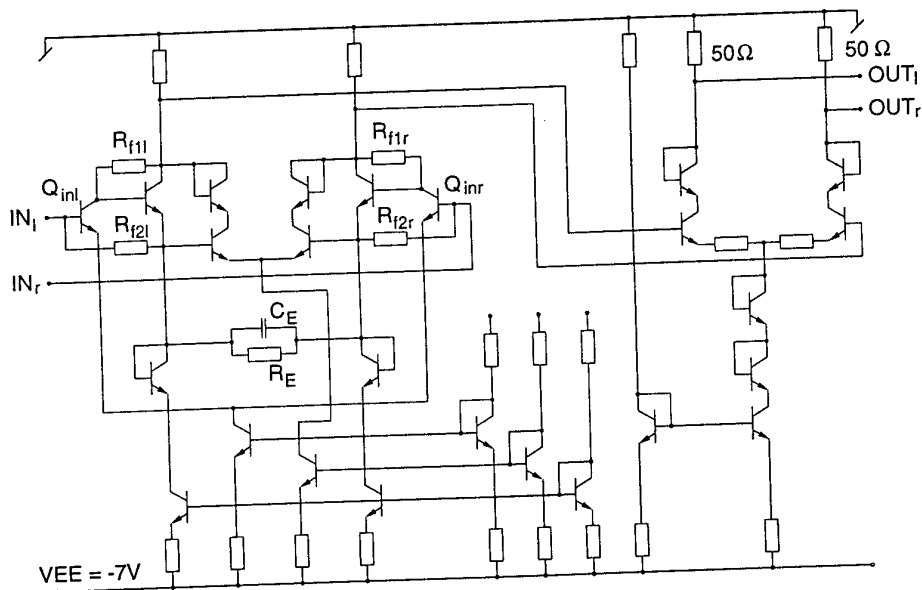 50Ω
50 Ω
OUTl
OUTr
Rf1l
Rf1r
Qinl
Qinr
INl
Rf2l
Rf2r
INr
CE
RE
VEE = -7V